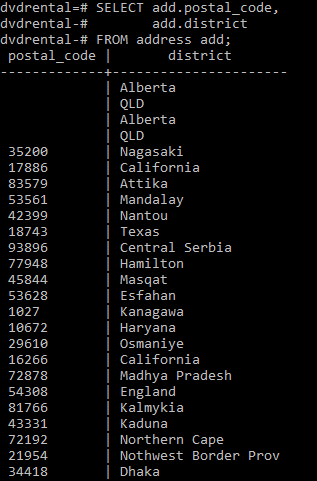 dvdrental=# SELECT add.postal_code,
dvdrental-#        add.district
dvdrental-# FROM address add;
 postal_code |       district
-------------+----------------------
             | Alberta
             | QLD
             | Alberta
             | QLD
 35200       | Nagasaki
 17886       | California
 83579       | Attika
 53561       | Mandalay
 42399       | Nantou
 18743       | Texas
 93896       | Central Serbia
 77948       | Hamilton
 45844       | Masqat
 53628       | Esfahan
 1027        | Kanagawa
 10672       | Haryana
 29610       | Osmaniye
 16266       | California
 72878       | Madhya Pradesh
 54308       | England
 81766       | Kalmykia
 43331       | Kaduna
 72192       | Northern Cape
 21954       | Nothwest Border Prov
 34418       | Dhaka